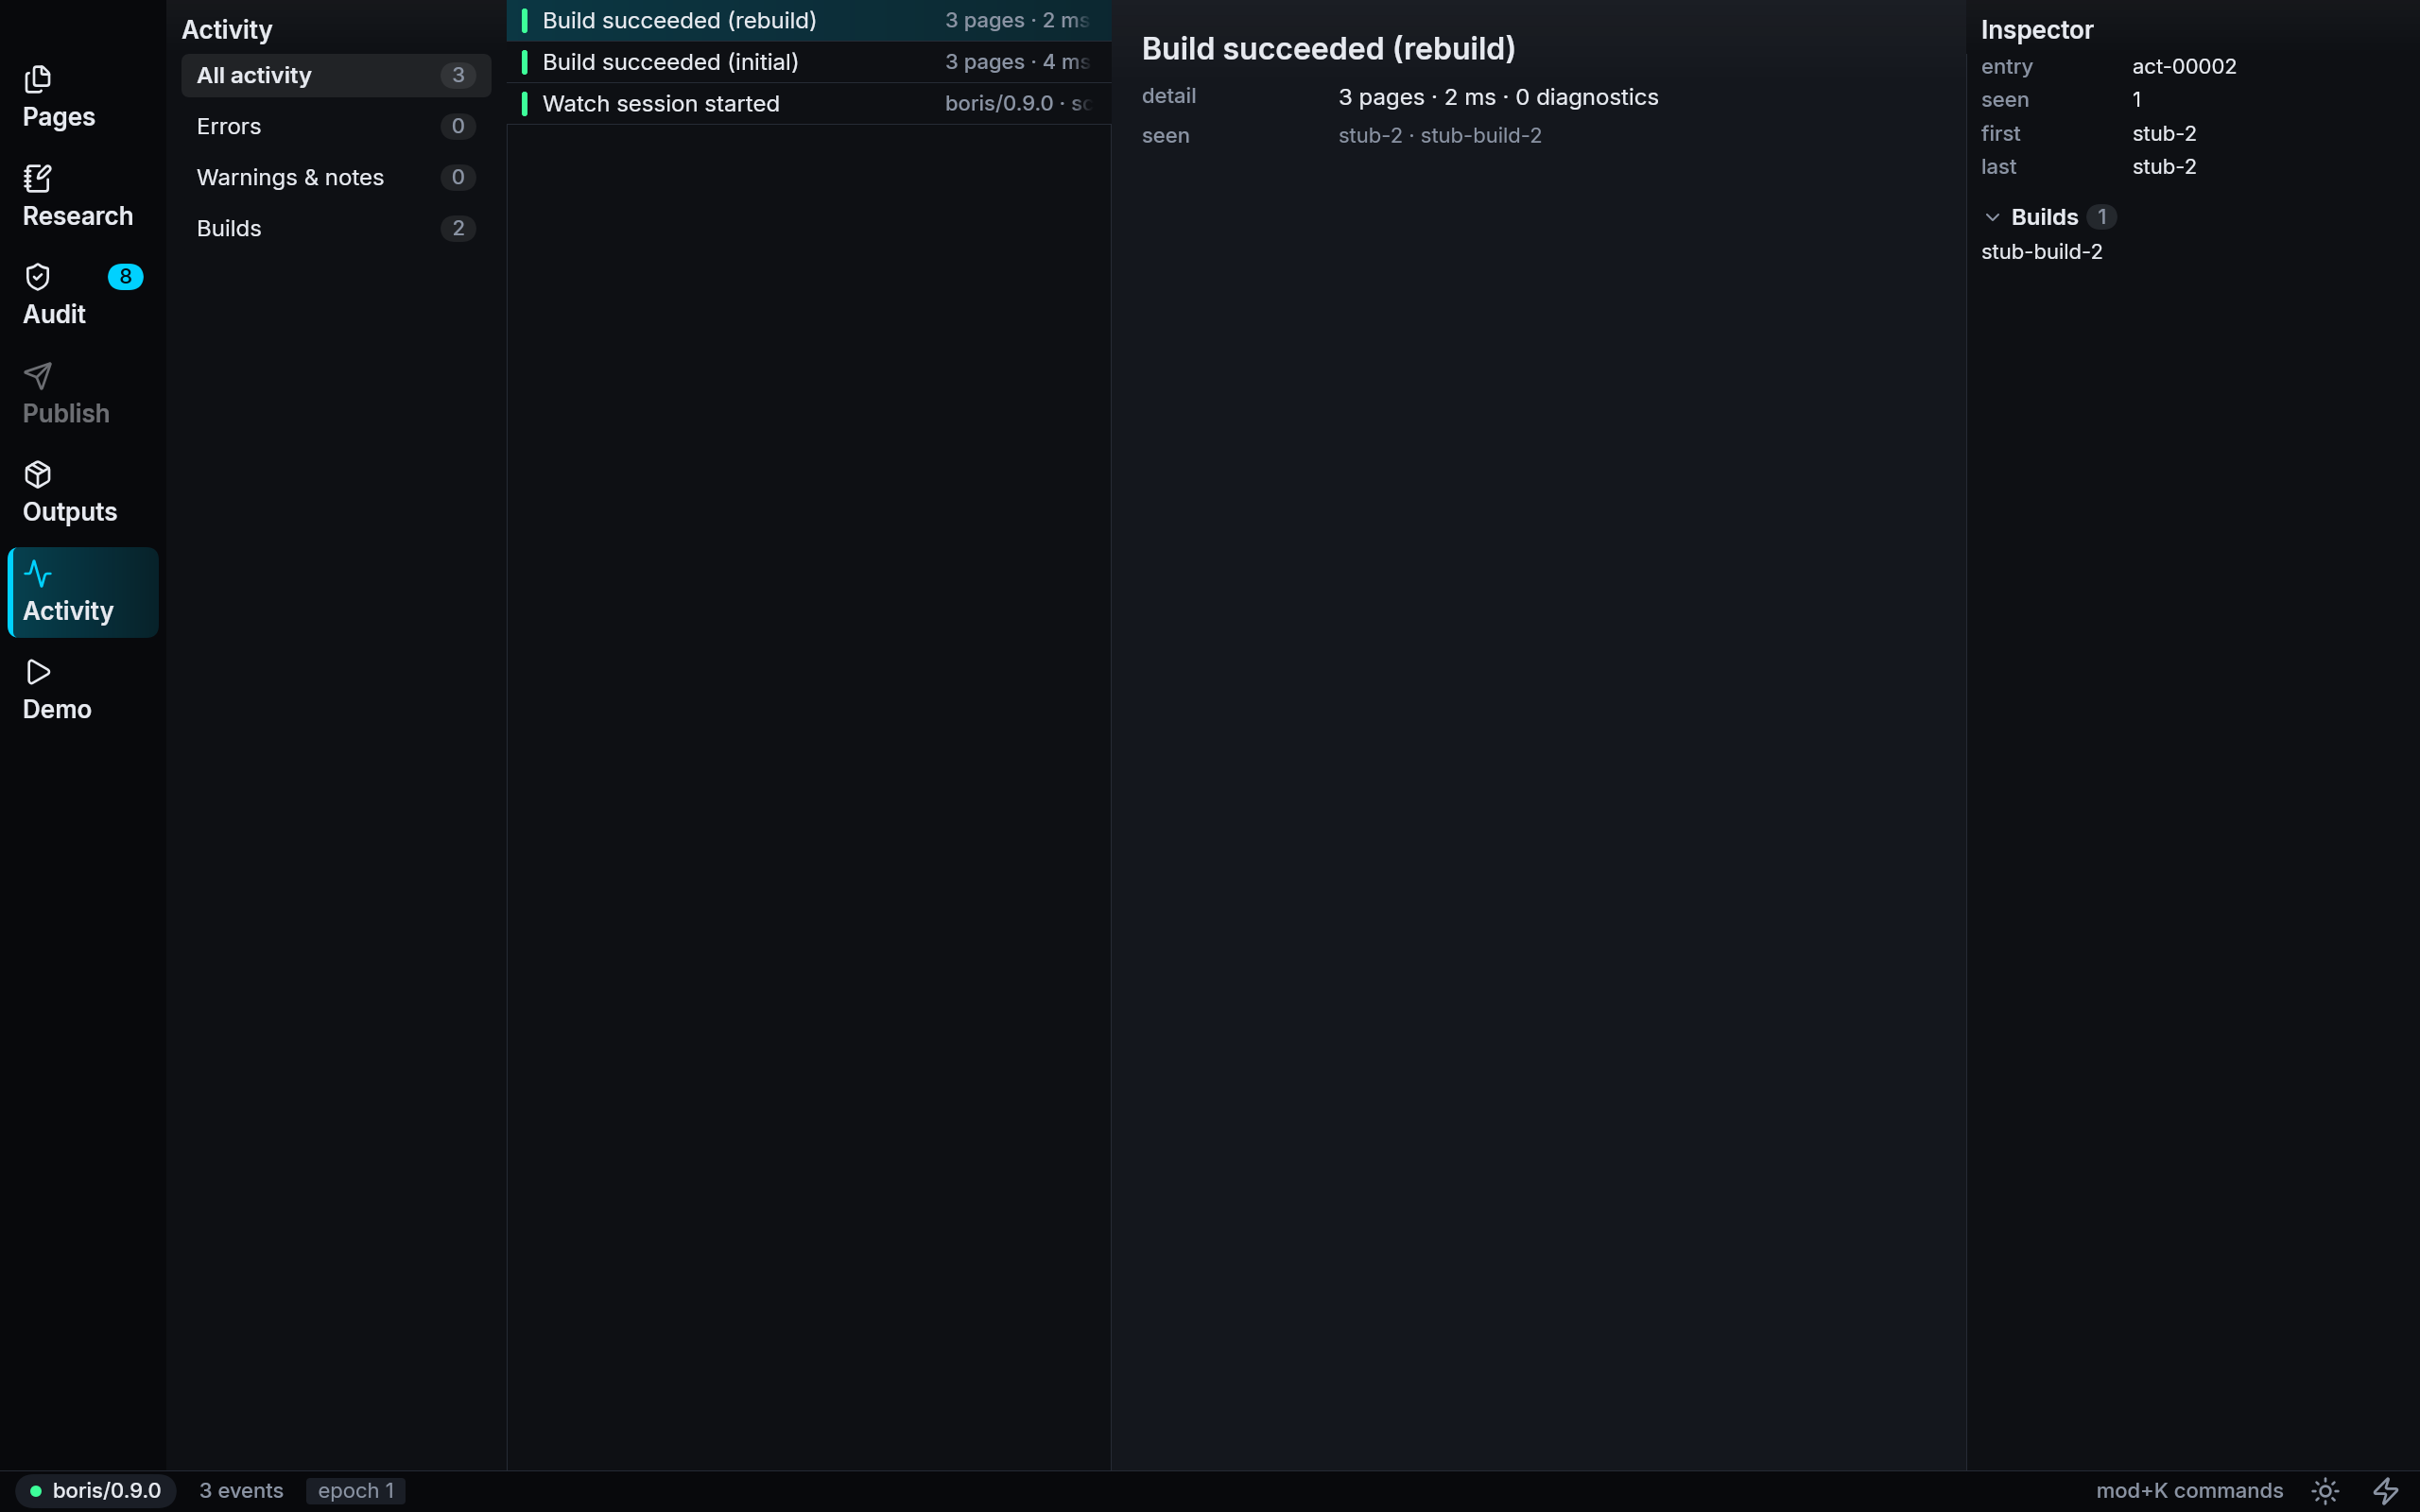 Pages
Research
8
Audit
Publish
Outputs
Activity
Demo
Activity
All activity 3
Errors 0
Warnings & notes 0
Builds 2
Build succeeded (rebuild) 3 pages · 2 ms
Build succeeded (initial) 3 pages · 4 ms
Watch session started boris/0.9.0 ·
Build succeeded (rebuild)
detail 3 pages · 2 ms · 0 diagnostics
seen stub-2 · stub-build-2
Inspector
entry act-00002
seen 1
first stub-2
last stub-2
Builds 1
stub-build-2
boris/0.9.0 3 events epoch 1 mod+K commands